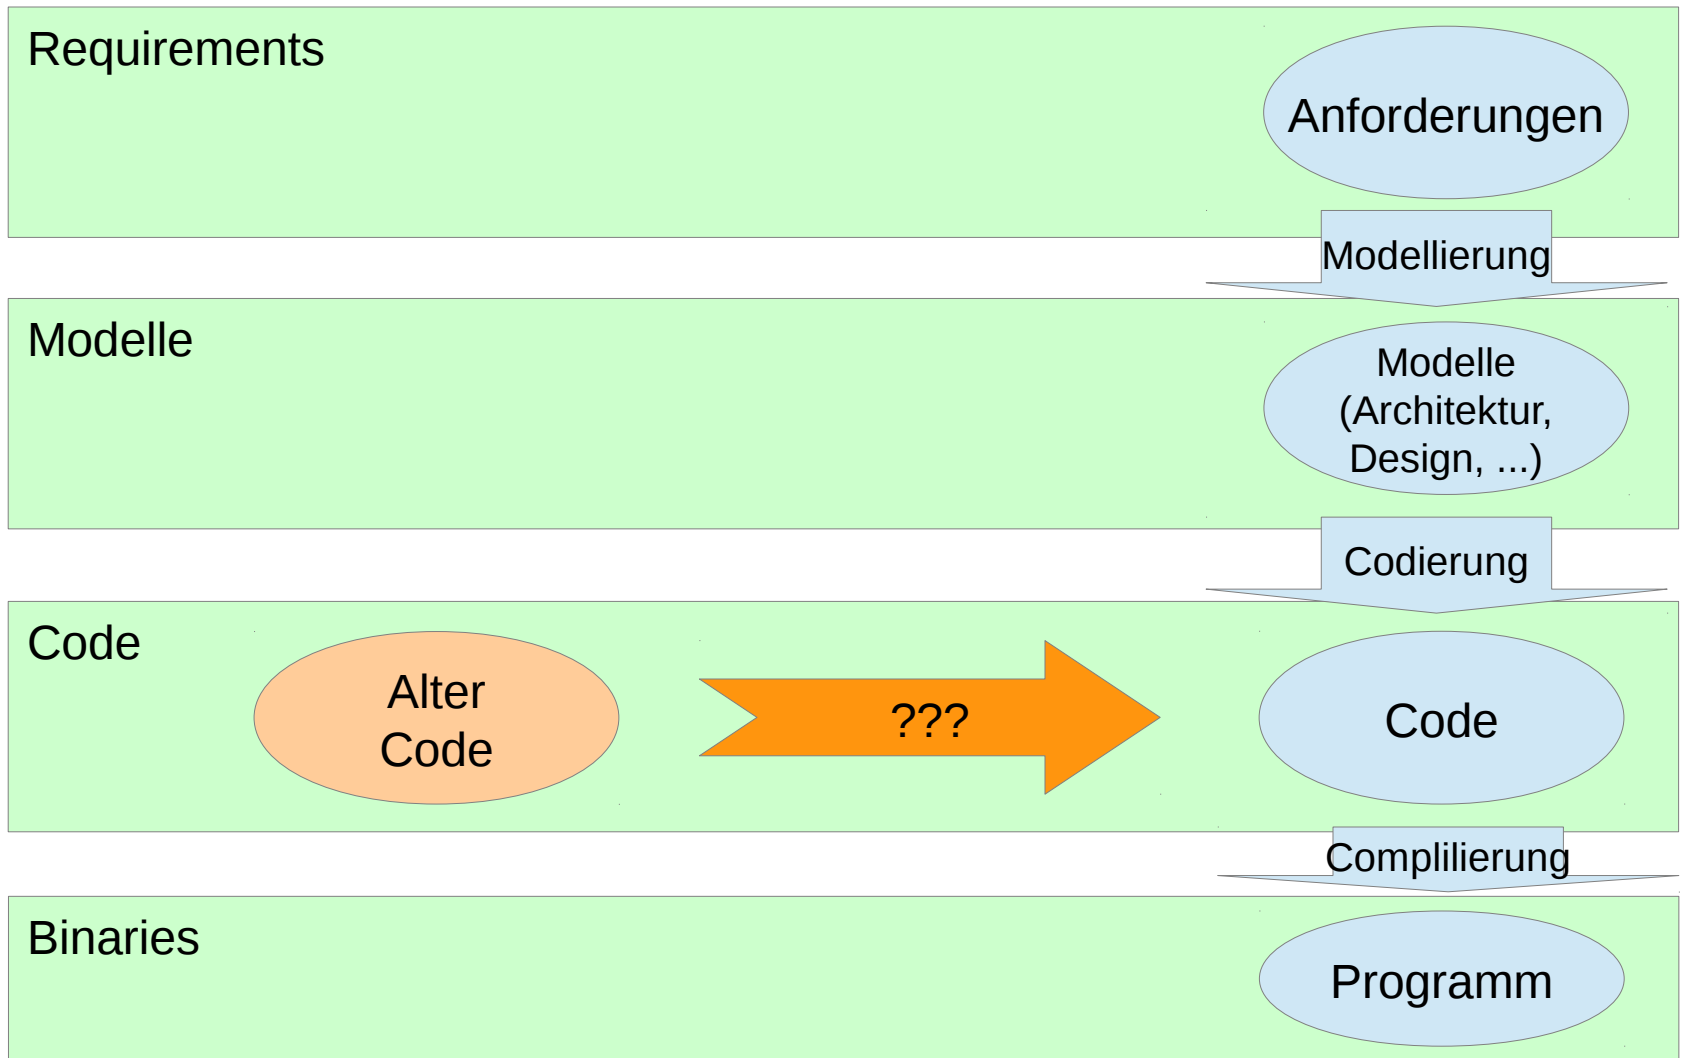 Requirements
Anforderungen
Modellierung
Modelle
Modelle
(Architektur,
Design, ...)
Codierung
Code
Alter
Code
???
Code
Complilierung
Binaries
Programm